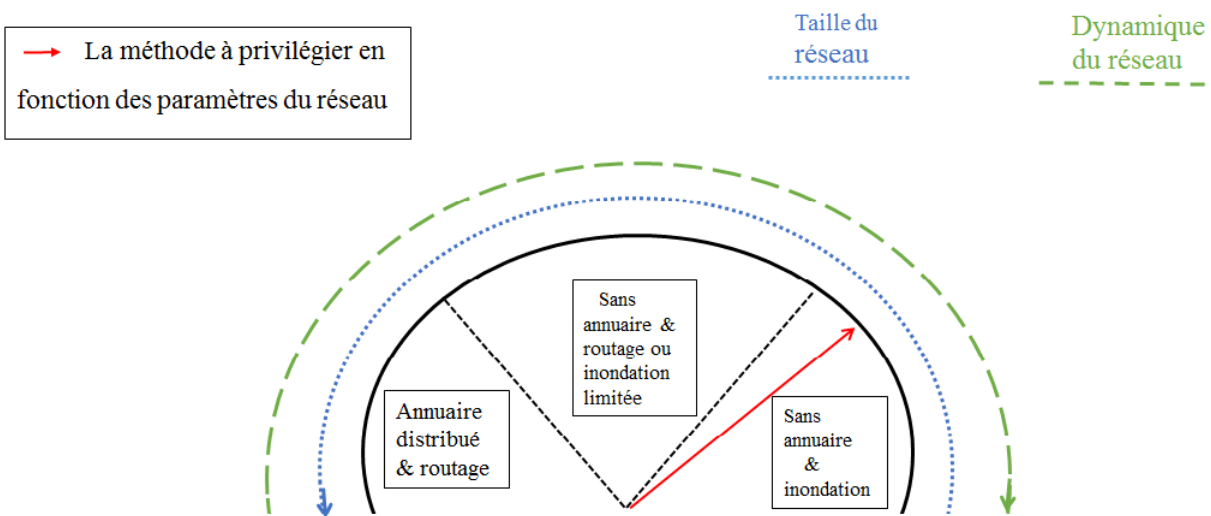 La méthode à privilégier en
fonction des paramètres du réseau
Taille du
réseau
Dynamique
du réseau
Sans
annuaire &
routage ou
inondation
limitée
Annuaire
distribué
& routage
Sans
annuaire
&
inondation